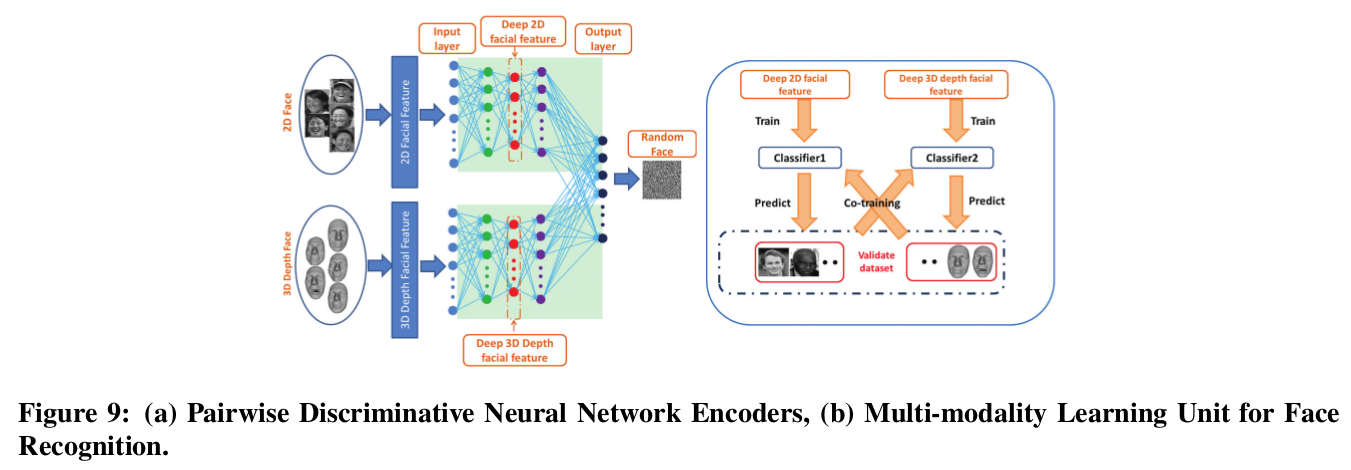 Input
layer
Deep 2D
facial feature
Output
layer
2D Face
2D Facial Feature
Random
Face
3D Depth Face
3D Depth Facial Feature
Deep 3D Depth
facial feature
Deep 2D facial
feature
Deep 3D depth facial
feature
Train
Train
Classifier1
Classifier2
Predict
Co-training
Predict
Validate
dataset
Figure 9: (a) Pairwise Discriminative Neural Network Encoders, (b) Multi-modality Learning Unit for Face
Recognition.